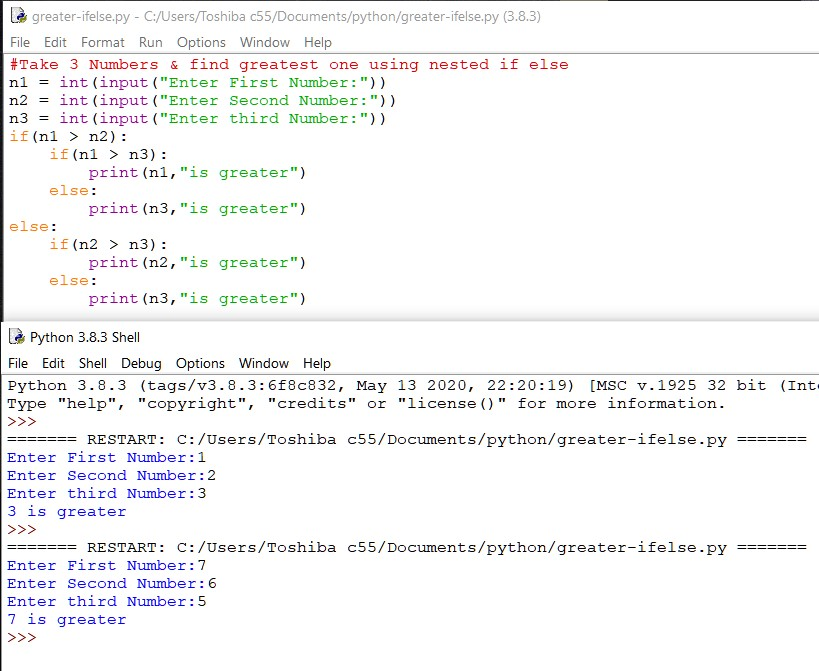 greater-ifelse.py - C:/Users/Toshiba c55/Documents/python/greater-ifelse.py (3.8.3)
File Edit Format Run Options Window Help
#Take 3 Numbers & find greatest one using nested if else
n1 = int(input("Enter First Number:"))
n2 = int(input("Enter Second Number:"))
n3 = int(input("Enter third Number:"))
if(n1 > n2):
    if(n1 > n3):
        print(n1,"is greater")
    else:
        print(n3,"is greater")
else:
    if(n2 > n3):
        print(n2,"is greater")
    else:
        print(n3,"is greater")
Python 3.8.3 Shell
File Edit Shell Debug Options Window Help
Python 3.8.3 (tags/v3.8.3:6f8c832, May 13 2020, 22:20:19) [MSC v.1925 32 bit (Inte
Type "help", "copyright", "credits" or "license()" for more information.
>>>
======= RESTART: C:/Users/Toshiba c55/Documents/python/greater-ifelse.py =======
Enter First Number:1
Enter Second Number:2
Enter third Number:3
3 is greater
>>>
======= RESTART: C:/Users/Toshiba c55/Documents/python/greater-ifelse.py =======
Enter First Number:7
Enter Second Number:6
Enter third Number:5
7 is greater
>>>